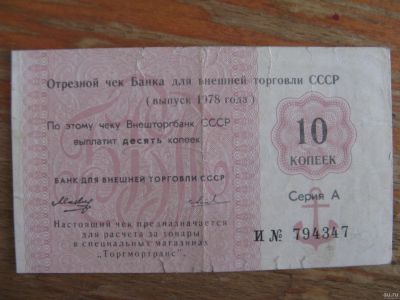 Отрезной чек Банка для внешней торговли СССР
(выпуск 1978 года)
По этому чеку Внешторгбанк СССР
выплатит десять копеек
10
КОПЕЕК
БАНК ДЛЯ ВНЕШНЕЙ ТОРГОВЛИ СССР
Серия А
Настоящий чек предназначается
для расчета за товары
в специальных магазинах
„Торгмортранс".
И № 794347
au.ru